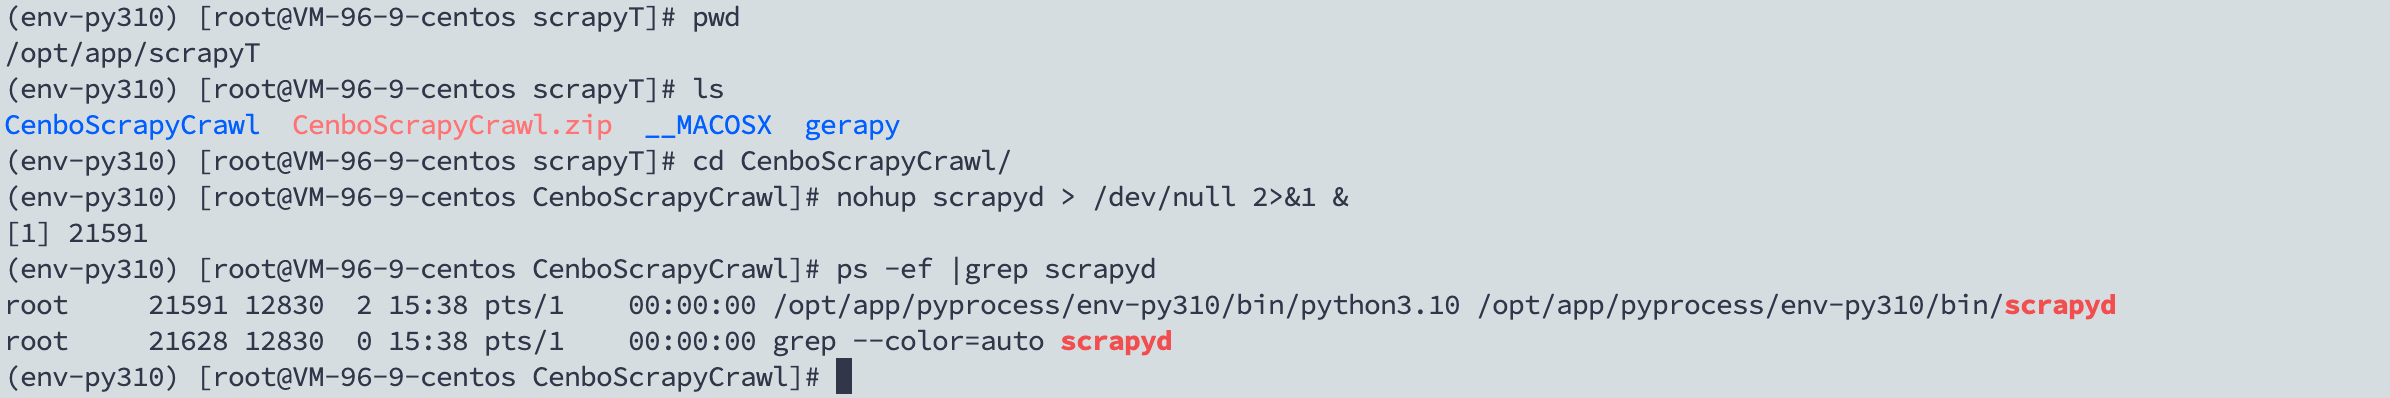 (env-py310) [root@VM-96-9-centos scrapyT]# pwd
/opt/app/scrapyT
(env-py310) [root@VM-96-9-centos scrapyT]# ls
CenboScrapyCrawl  CenboScrapyCrawl.zip  __MACOSX  gerapy
(env-py310) [root@VM-96-9-centos scrapyT]# cd CenboScrapyCrawl/
(env-py310) [root@VM-96-9-centos CenboScrapyCrawl]# nohup scrapyd > /dev/null 2>&1 &
[1] 21591
(env-py310) [root@VM-96-9-centos CenboScrapyCrawl]# ps -ef |grep scrapyd
root     21591 12830  2 15:38 pts/1    00:00:00 /opt/app/pyprocess/env-py310/bin/python3.10 /opt/app/pyprocess/env-py310/bin/scrapyd
root     21628 12830  0 15:38 pts/1    00:00:00 grep --color=auto scrapyd
(env-py310) [root@VM-96-9-centos CenboScrapyCrawl]#